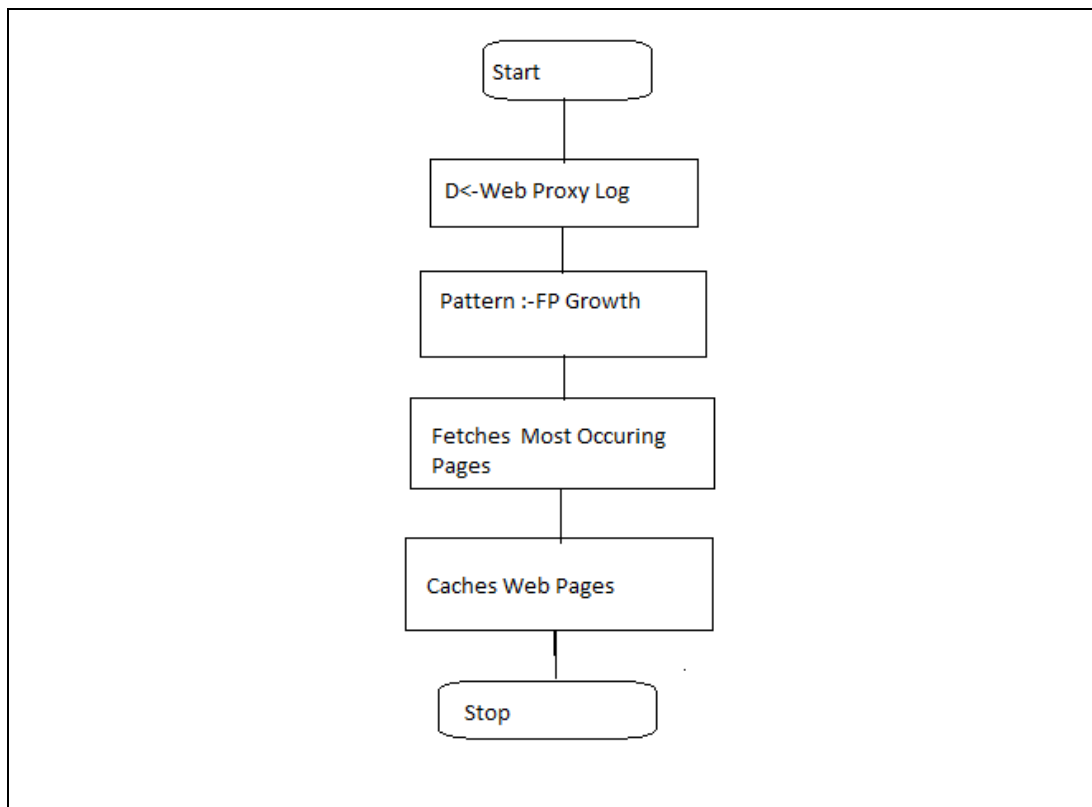 Start
D<-Web Proxy Log
Pattern :-FP Growth
Fetches  Most Occuring
Pages
Caches Web Pages
Stop